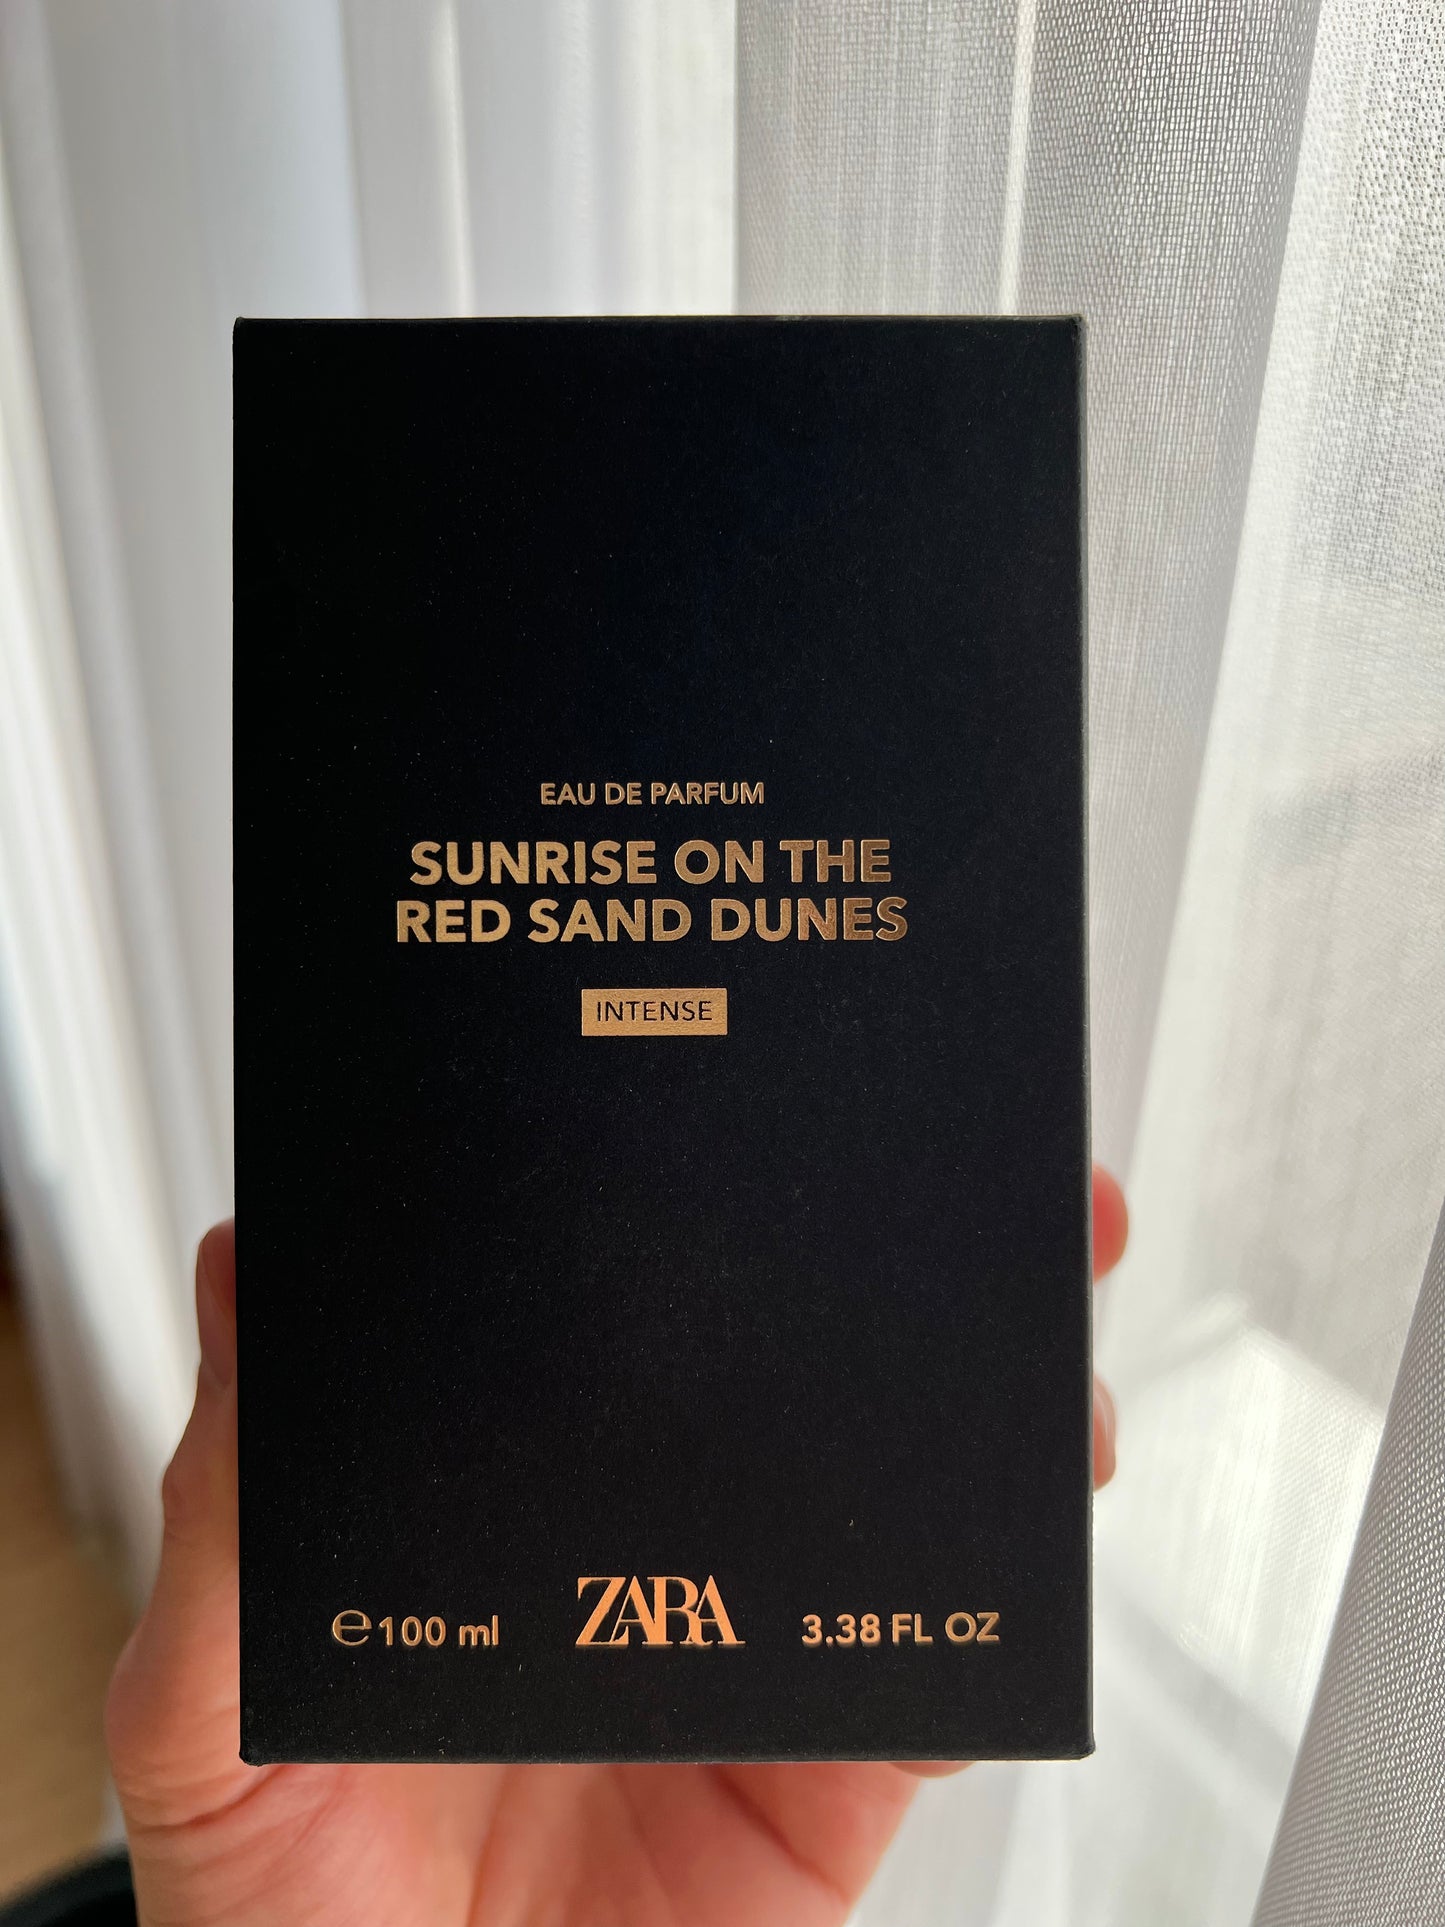 EAU DE PARFUM
SUNRISE ON THE
RED SAND DUNES
INTENSE
℮100 ml ZARA 3.38 FL OZ